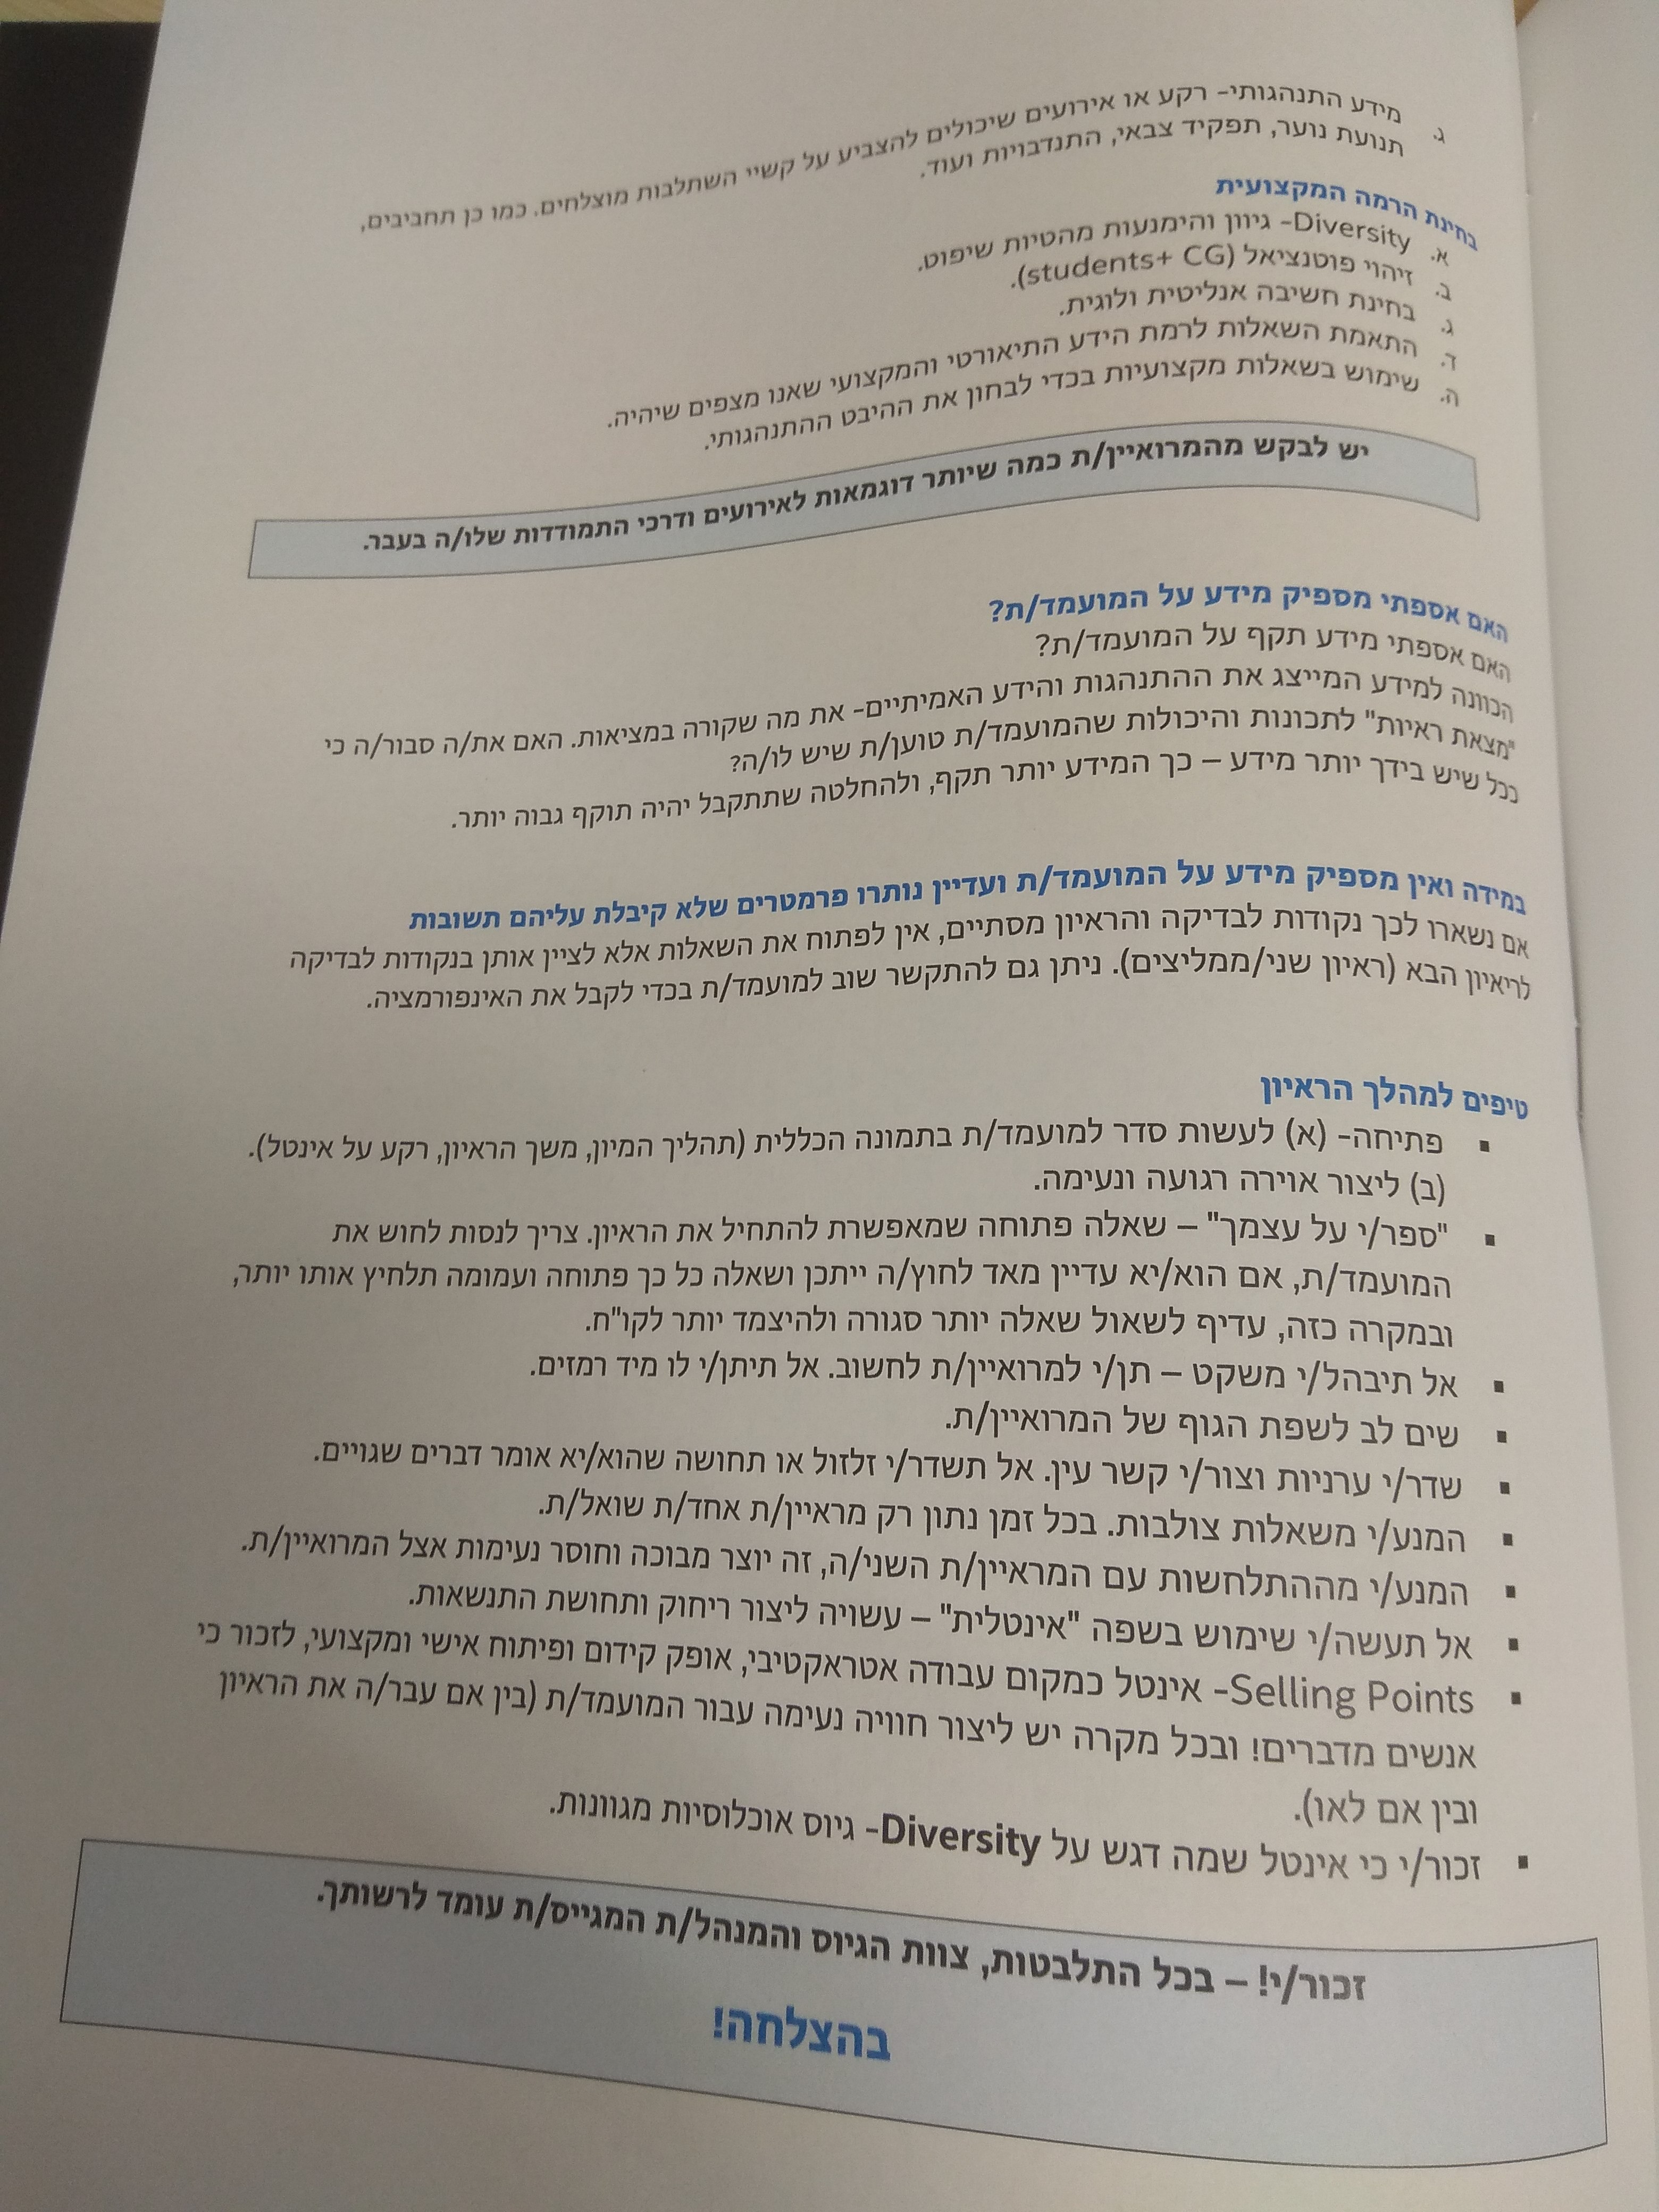 ג. מידע התנהגותי- רקע או אירועים שיכולים להצביע על קשיי השתלבות מוצלחים. כמו כן תחביבים,
תנועת נוער, תפקיד צבאי, התנדבויות ועוד.
בחינת הרמה המקצועית
א. Diversity- גיוון והימנעות מהטיות שיפוט.
ב. זיהוי פוטנציאל (students+ CG).
ג. בחינת חשיבה אנליטית ולוגית.
ד. התאמת השאלות לרמת הידע התיאורטי והמקצועי שאנו מצפים שיהיה.
ה. שימוש בשאלות מקצועיות בכדי לבחון את ההיבט ההתנהגותי.
יש לבקש מהמרואיין/ת כמה שיותר דוגמאות לאירועים ודרכי התמודדות שלו/ה בעבר.
האם אספתי מספיק מידע על המועמד/ת?
האם אספתי מידע תקף על המועמד/ת?
הכוונה למידע המייצג את ההתנהגות והידע האמיתיים- את מה שקורה במציאות. האם את/ה סבור/ה כי
"מצאת ראיות" לתכונות והיכולות שהמועמד/ת טוען/ת שיש לו/ה?
ככל שיש בידך יותר מידע – כך המידע יותר תקף, ולהחלטה שתתקבל יהיה תוקף גבוה יותר.
במידה ואין מספיק מידע על המועמד/ת ועדיין נותרו פרמטרים שלא קיבלת עליהם תשובות
אם נשארו לכך נקודות לבדיקה והראיון מסתיים, אין לפתוח את השאלות אלא לציין אותן בנקודות לבדיקה
לריאיון הבא (ראיון שני/ממליצים). ניתן גם להתקשר שוב למועמד/ת בכדי לקבל את האינפורמציה.
טיפים למהלך הראיון
▪ פתיחה- (א) לעשות סדר למועמד/ת בתמונה הכללית (תהליך המיון, משך הראיון, רקע על אינטל).
(ב) ליצור אוירה רגועה ונעימה.
▪ "ספר/י על עצמך" – שאלה פתוחה שמאפשרת להתחיל את הראיון. צריך לנסות לחוש את
המועמד/ת, אם הוא/יא עדיין מאד לחוץ/ה ייתכן ושאלה כל כך פתוחה ועמומה תלחיץ אותו יותר,
ובמקרה כזה, עדיף לשאול שאלה יותר סגורה ולהיצמד יותר לקו"ח.
▪ אל תיבהל/י משקט – תן/י למרואיין/ת לחשוב. אל תיתן/י לו מיד רמזים.
▪ שים לב לשפת הגוף של המרואיין/ת.
▪ שדר/י ערניות וצור/י קשר עין. אל תשדר/י זלזול או תחושה שהוא/יא אומר דברים שגויים.
▪ המנע/י משאלות צולבות. בכל זמן נתון רק מראיין/ת אחד/ת שואל/ת.
▪ המנע/י מההתלחשות עם המראיין/ת השני/ה, זה יוצר מבוכה וחוסר נעימות אצל המרואיין/ת.
▪ אל תעשה/י שימוש בשפה "אינטלית" – עשויה ליצור ריחוק ותחושת התנשאות.
▪ Selling Points- אינטל כמקום עבודה אטראקטיבי, אופק קידום ופיתוח אישי ומקצועי, לזכור כי
אנשים מדברים! ובכל מקרה יש ליצור חוויה נעימה עבור המועמד/ת (בין אם עבר/ה את הראיון
ובין אם לאו).
▪ זכור/י כי אינטל שמה דגש על Diversity- גיוס אוכלוסיות מגוונות.
זכור/י! – בכל התלבטות, צוות הגיוס והמנהל/ת המגייס/ת עומד לרשותך.
בהצלחה!